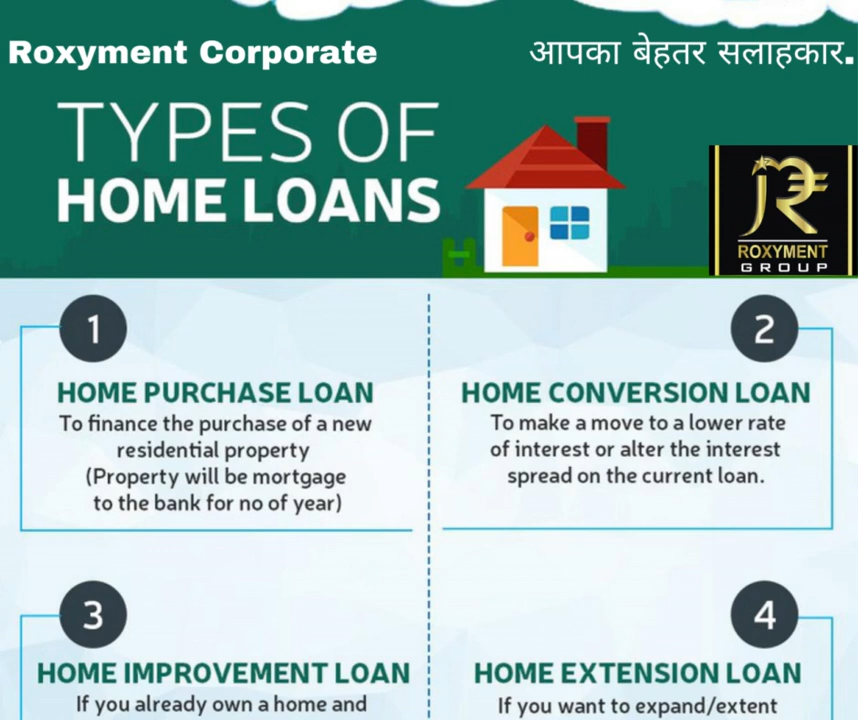 Roxyment Corporate
आपका बेहतर सलाहकार.
TYPES OF
HOME LOANS
ROXYMENT
GROUP
1
HOME PURCHASE LOAN
To finance the purchase of a new
residential property
(Property will be mortgage
to the bank for no of year)
2
HOME CONVERSION LOAN
To make a move to a lower rate
of interest or alter the interest
spread on the current loan.
3
HOME IMPROVEMENT LOAN
If you already own a home and
4
HOME EXTENSION LOAN
If you want to expand/extent